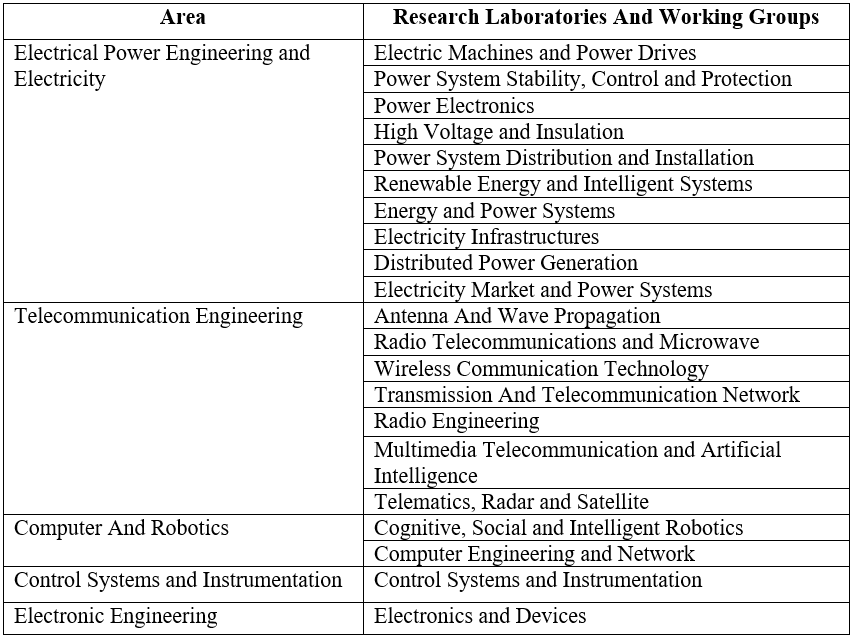 Area
Research Laboratories And Working Groups
Electrical Power Engineering and
Electricity
Electric Machines and Power Drives
Power System Stability, Control and Protection
Power Electronics
High Voltage and Insulation
Power System Distribution and Installation
Renewable Energy and Intelligent Systems
Energy and Power Systems
Electricity Infrastructures
Distributed Power Generation
Electricity Market and Power Systems
Telecommunication Engineering
Antenna And Wave Propagation
Radio Telecommunications and Microwave
Wireless Communication Technology
Transmission And Telecommunication Network
Radio Engineering
Multimedia Telecommunication and Artificial
Intelligence
Telematics, Radar and Satellite
Computer And Robotics
Cognitive, Social and Intelligent Robotics
Computer Engineering and Network
Control Systems and Instrumentation
Control Systems and Instrumentation
Electronic Engineering
Electronics and Devices